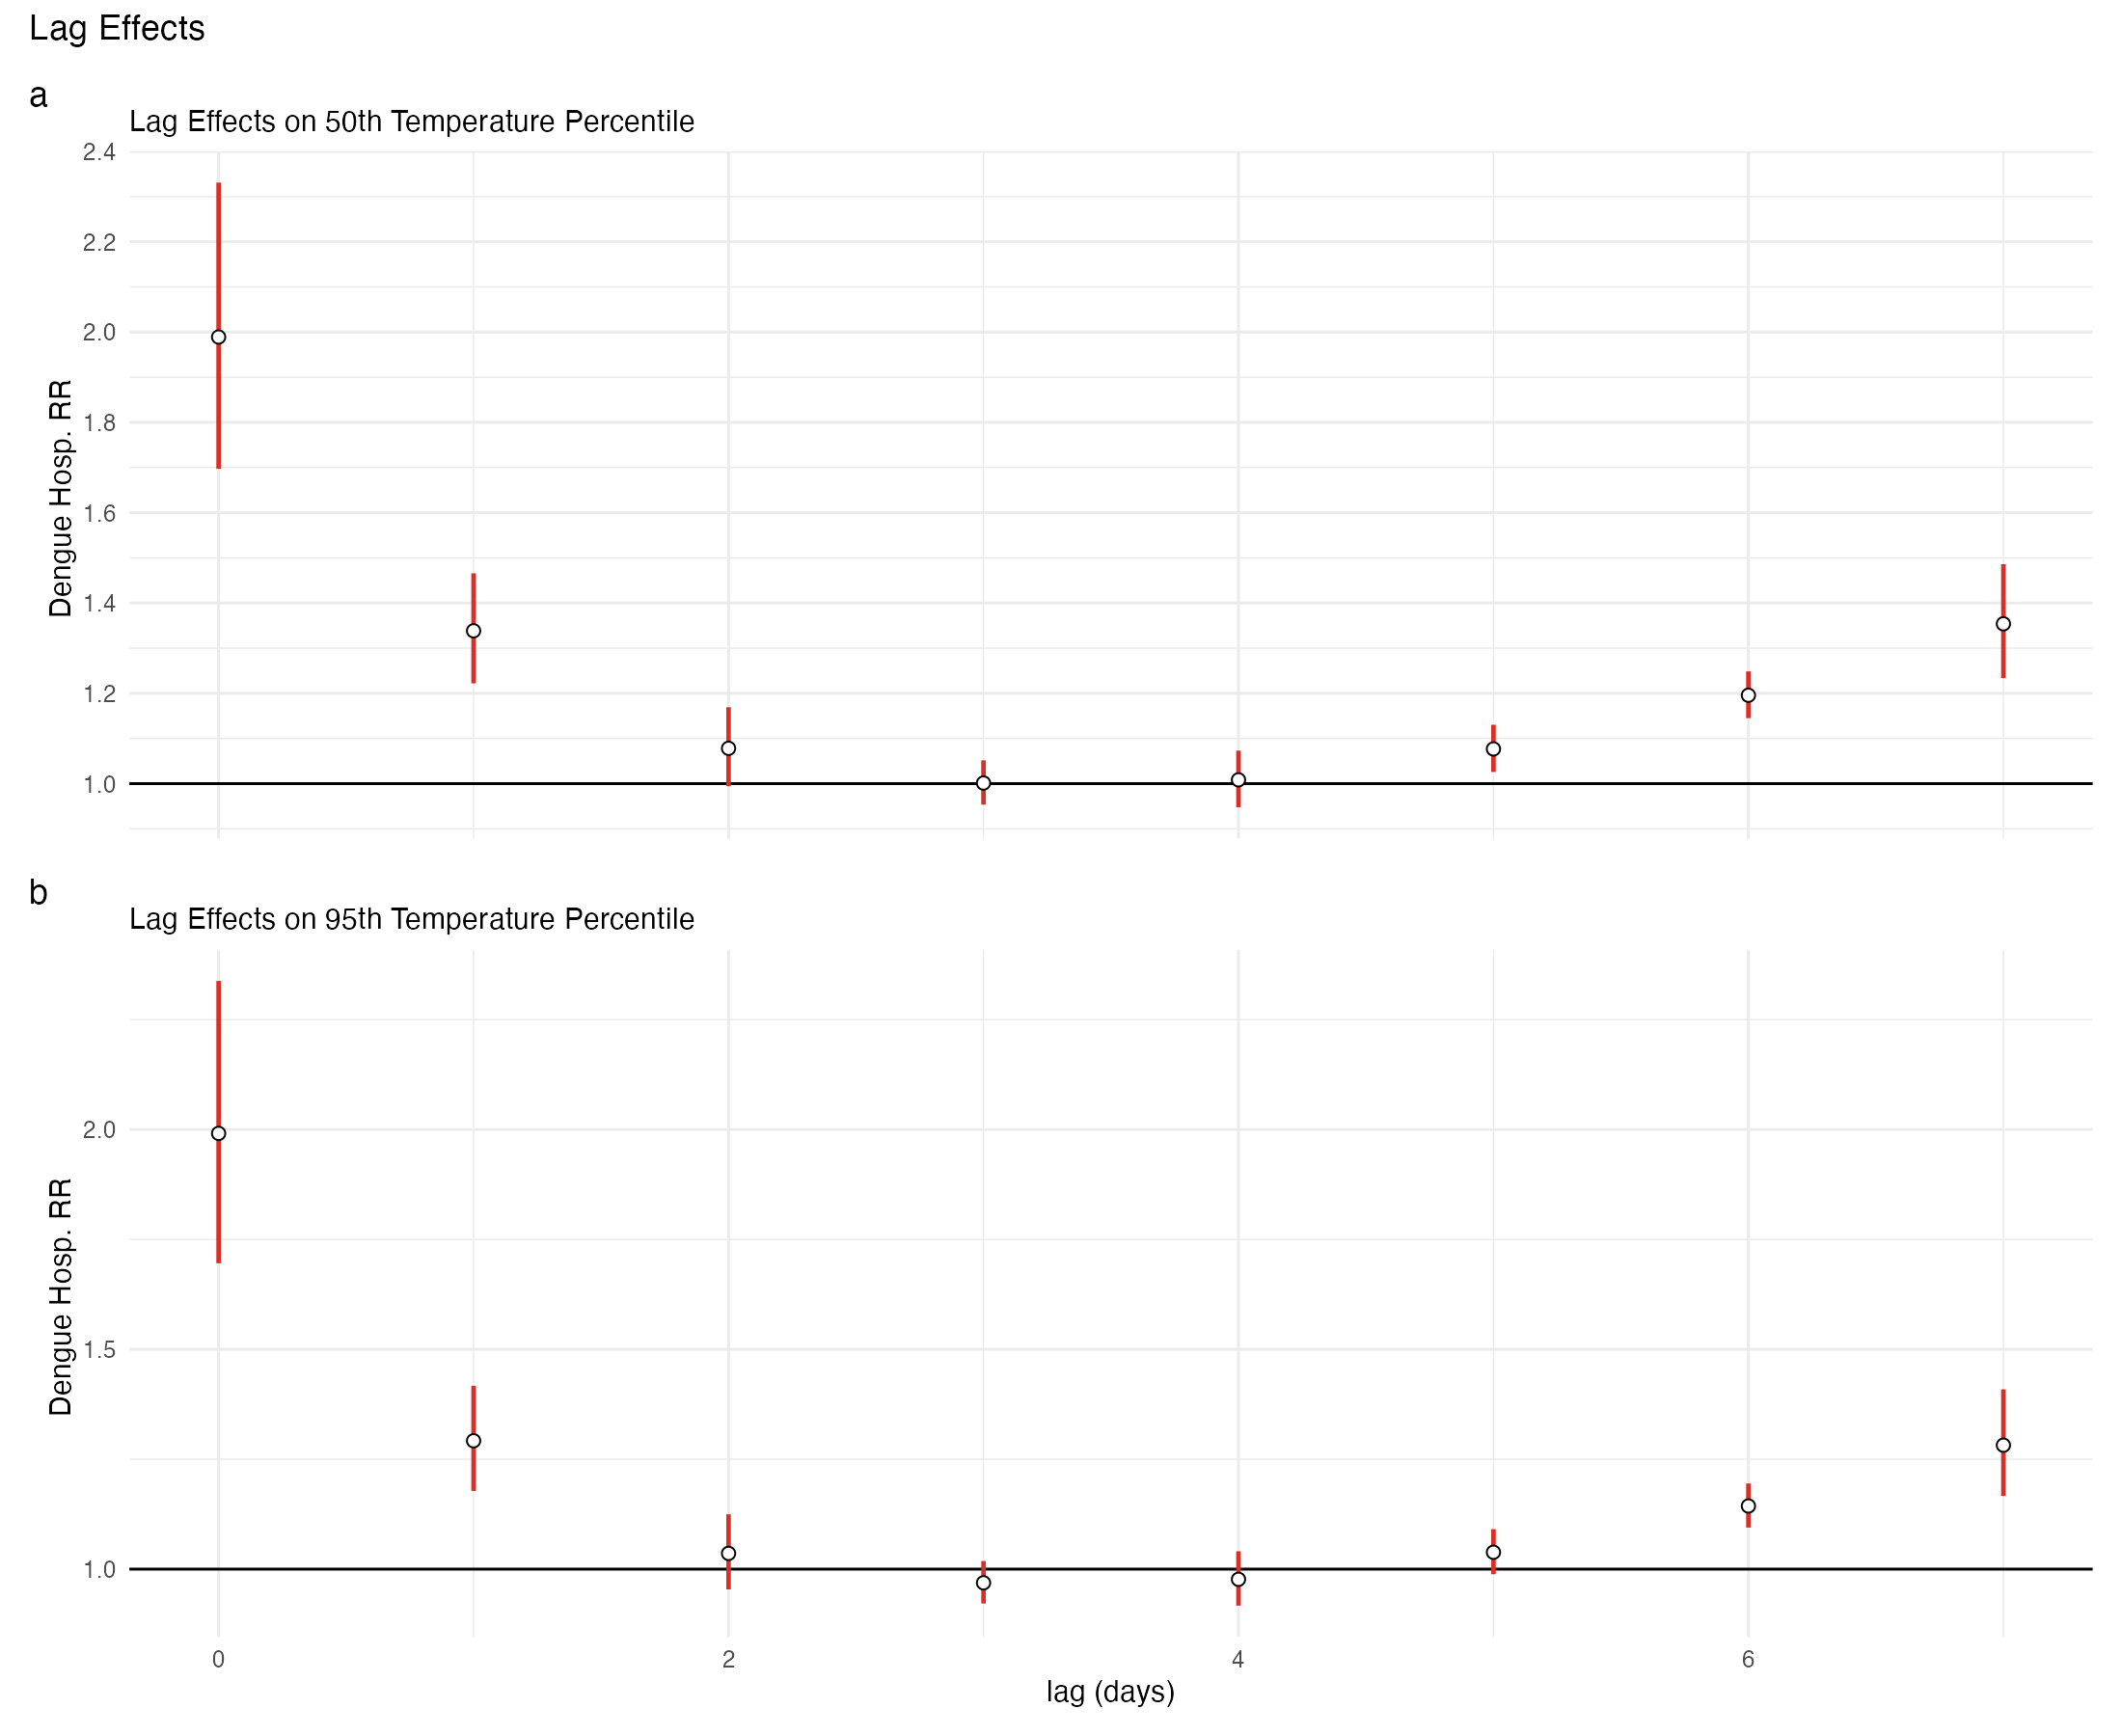 Lag Effects
a
Lag Effects on 50th Temperature Percentile
2.4
2.2
2.0
1.8
1.6
1.4
1.2
1.0
Dengue Hosp. RR
b
Lag Effects on 95th Temperature Percentile
2.0
1.5
1.0
Dengue Hosp. RR
0 2 4 6
lag (days)